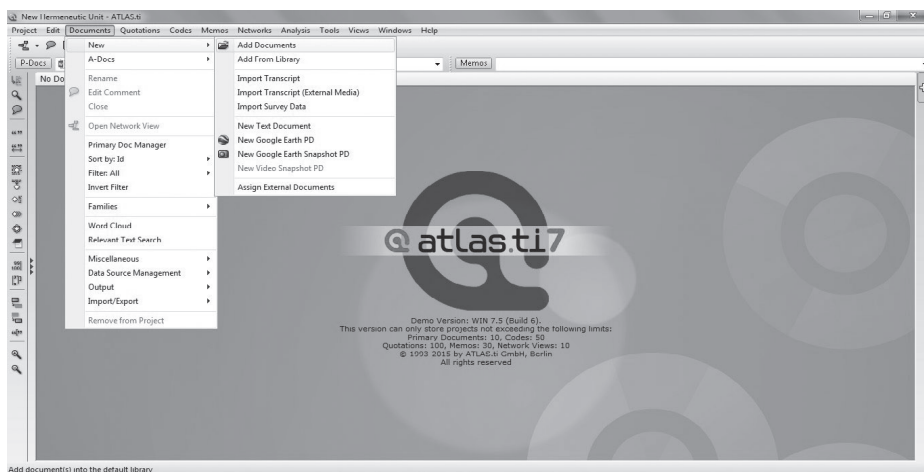 New Hermeneutic Unit - ATLAS.ti
Project Edit Documents Quotations Codes Memos Networks Analysis Tools Views Windows Help
P-Docs
Memos
No Do
New
A-Docs
Rename
Edit Comment
Close
Open Network View
Primary Doc Manager
Sort by: Id
Filter: All
Invert Filter
Families
Word Cloud
Relevant Text Search
Miscellaneous
Data Source Management
Output
Import/Export
Remove from Project
Add Documents
Add From Library
Import Transcript
Import Transcript (External Media)
Import Survey Data
New Text Document
New Google Earth PD
New Google Earth Snapshot PD
New Video Snapshot PD
Assign External Documents
atlas.ti7
Demo Version: WIN 7.5 (Build 6).
This version can only store projects not exceeding the following limits:
Primary Documents: 10, Codes: 50
Quotations: 100, Memos: 30, Network Views: 10
© 1993 2015 by ATLAS.ti GmbH, Berlin
All rights reserved
Add document(s) into the default library